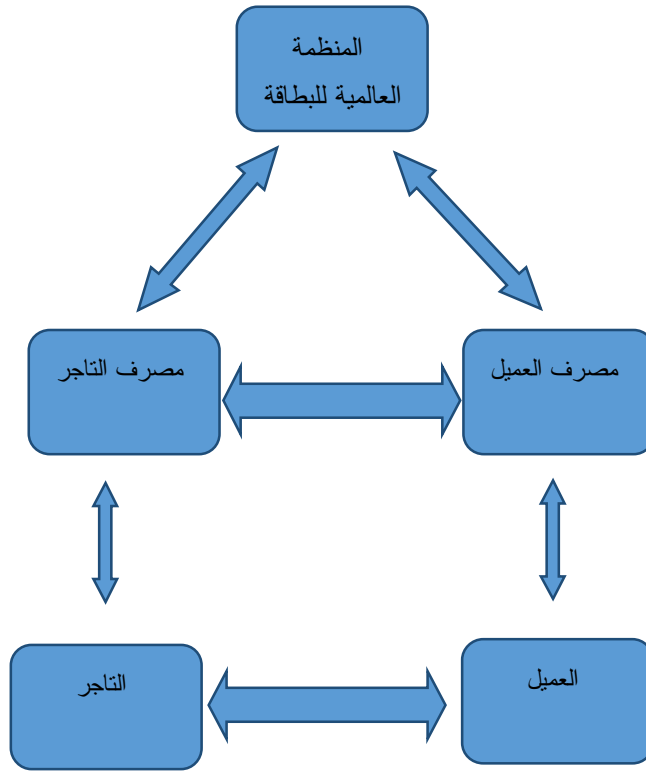 المنظمة
العالمية للبطاقة
مصرف العميل
مصرف التاجر
العميل
التاجر